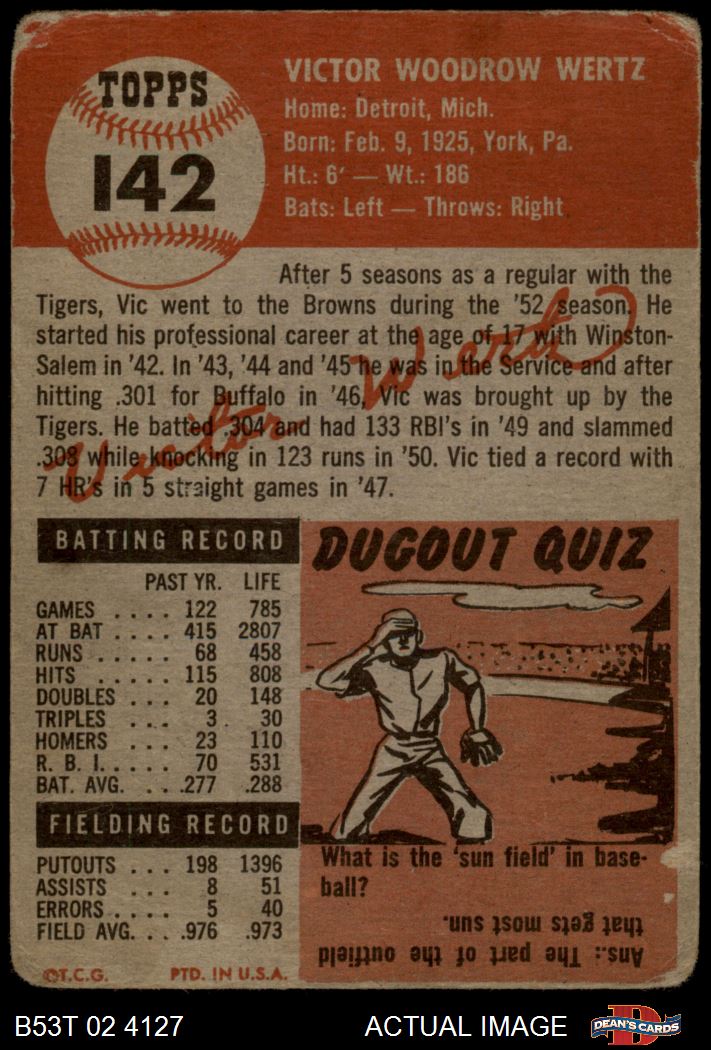 TOPPS
142
VICTOR WOODROW WERTZ
Home: Detroit, Mich.
Born: Feb. 9, 1925, York, Pa.
Ht.: 6' — Wt.: 186
Bats: Left — Throws: Right
After 5 seasons as a regular with the
Tigers, Vic went to the Browns during the '52 season. He
started his professional career at the age of 17 with Winston-
Salem in '42. In '43, '44 and '45 he was in the Service and after
hitting .301 for Buffalo in '46, Vic was brought up by the
Tigers. He batted .304 and had 133 RBI's in '49 and slammed
.308 while knocking in 123 runs in '50. Vic tied a record with
7 HR's in 5 straight games in '47.
Victor Wertz
BATTING RECORD
PAST YR. LIFE
GAMES .... 122 785
AT BAT .... 415 2807
RUNS ..... 68 458
HITS ..... 115 808
DOUBLES ... 20 148
TRIPLES ... 3 30
HOMERS ... 23 110
R. B. I...... 70 531
BAT. AVG. ... .277 .288
FIELDING RECORD
PUTOUTS ... 198 1396
ASSISTS ... 8 51
ERRORS .... 5 40
FIELD AVG. .. .976 .973
©T.C.G. PTD. IN U.S.A.
DUGOUT QUIZ
What is the 'sun field' in base-
ball?
Ans.: The part of the outfield
that gets most sun.
B53T 02 4127 ACTUAL IMAGE
D
DEAN'S CARDS